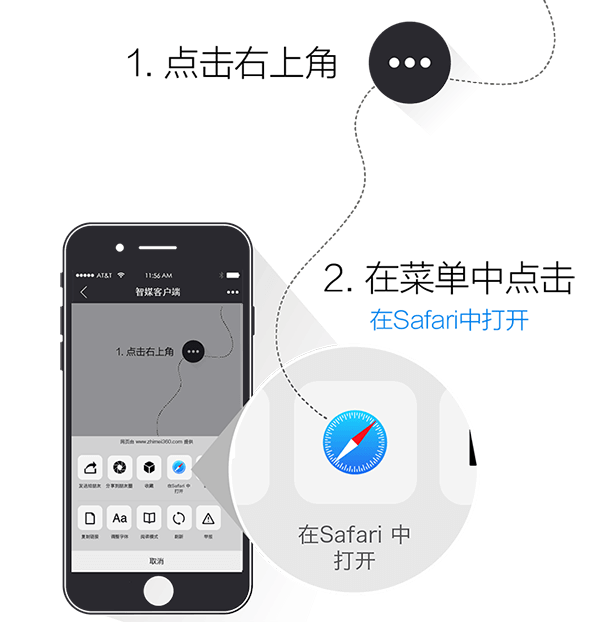 1. 点击右上角
2. 在菜单中点击
在Safari中打开
AT&T 11:56 AM
智媒客户端
1. 点击右上角
网页由 www.zhimei360.com 提供
发送给朋友 分享到朋友圈 收藏 在Safari 中
打开
复制链接 调整字体 阅读模式 刷新 举报
取消
在Safari 中
打开